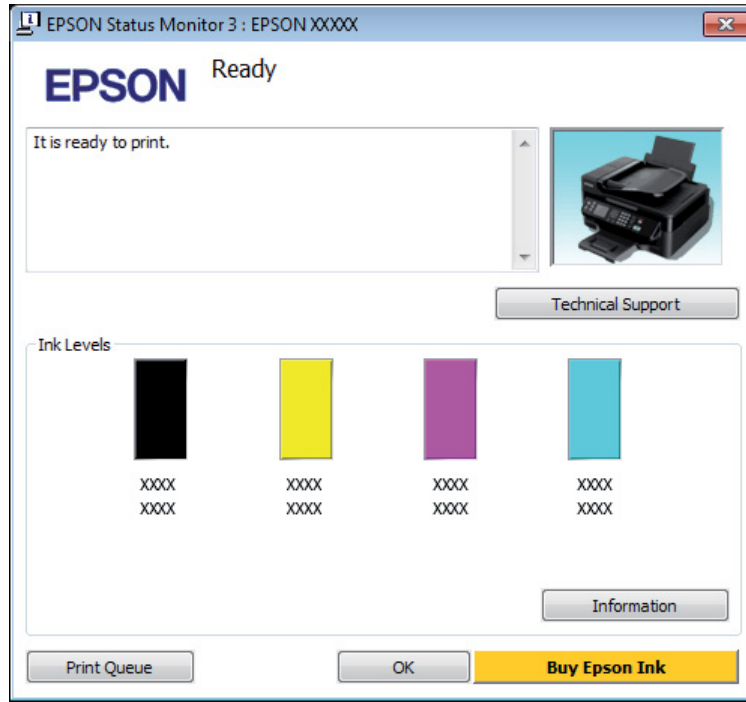 EPSON Status Monitor 3 : EPSON XXXXX
EPSON
Ready
It is ready to print.
Technical Support
Ink Levels
XXXX XXXX XXXX XXXX
XXXX XXXX XXXX XXXX
Information
Print Queue OK Buy Epson Ink